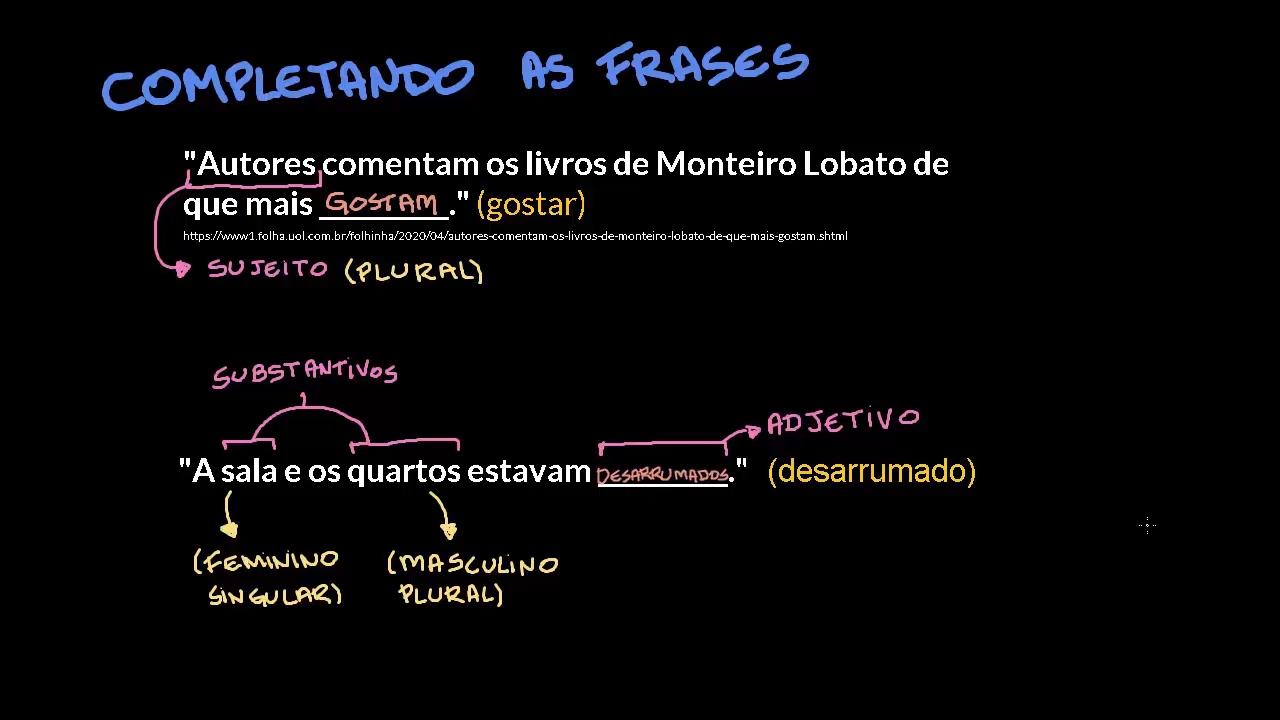 COMPLETANDO AS FRASES
"Autores comentam os livros de Monteiro Lobato de
que mais GOSTAM." (gostar)
https://www1.folha.uol.com.br/folhinha/2020/04/autores-comentam-os-livros-de-monteiro-lobato-de-que-mais-gostam.shtml
SUJEITO (PLURAL)
SUBSTANTIVOS
ADJETIVO
"A sala e os quartos estavam DESARRUMADOS." (desarrumado)
(FEMININO SINGULAR)
(MASCULINO PLURAL)